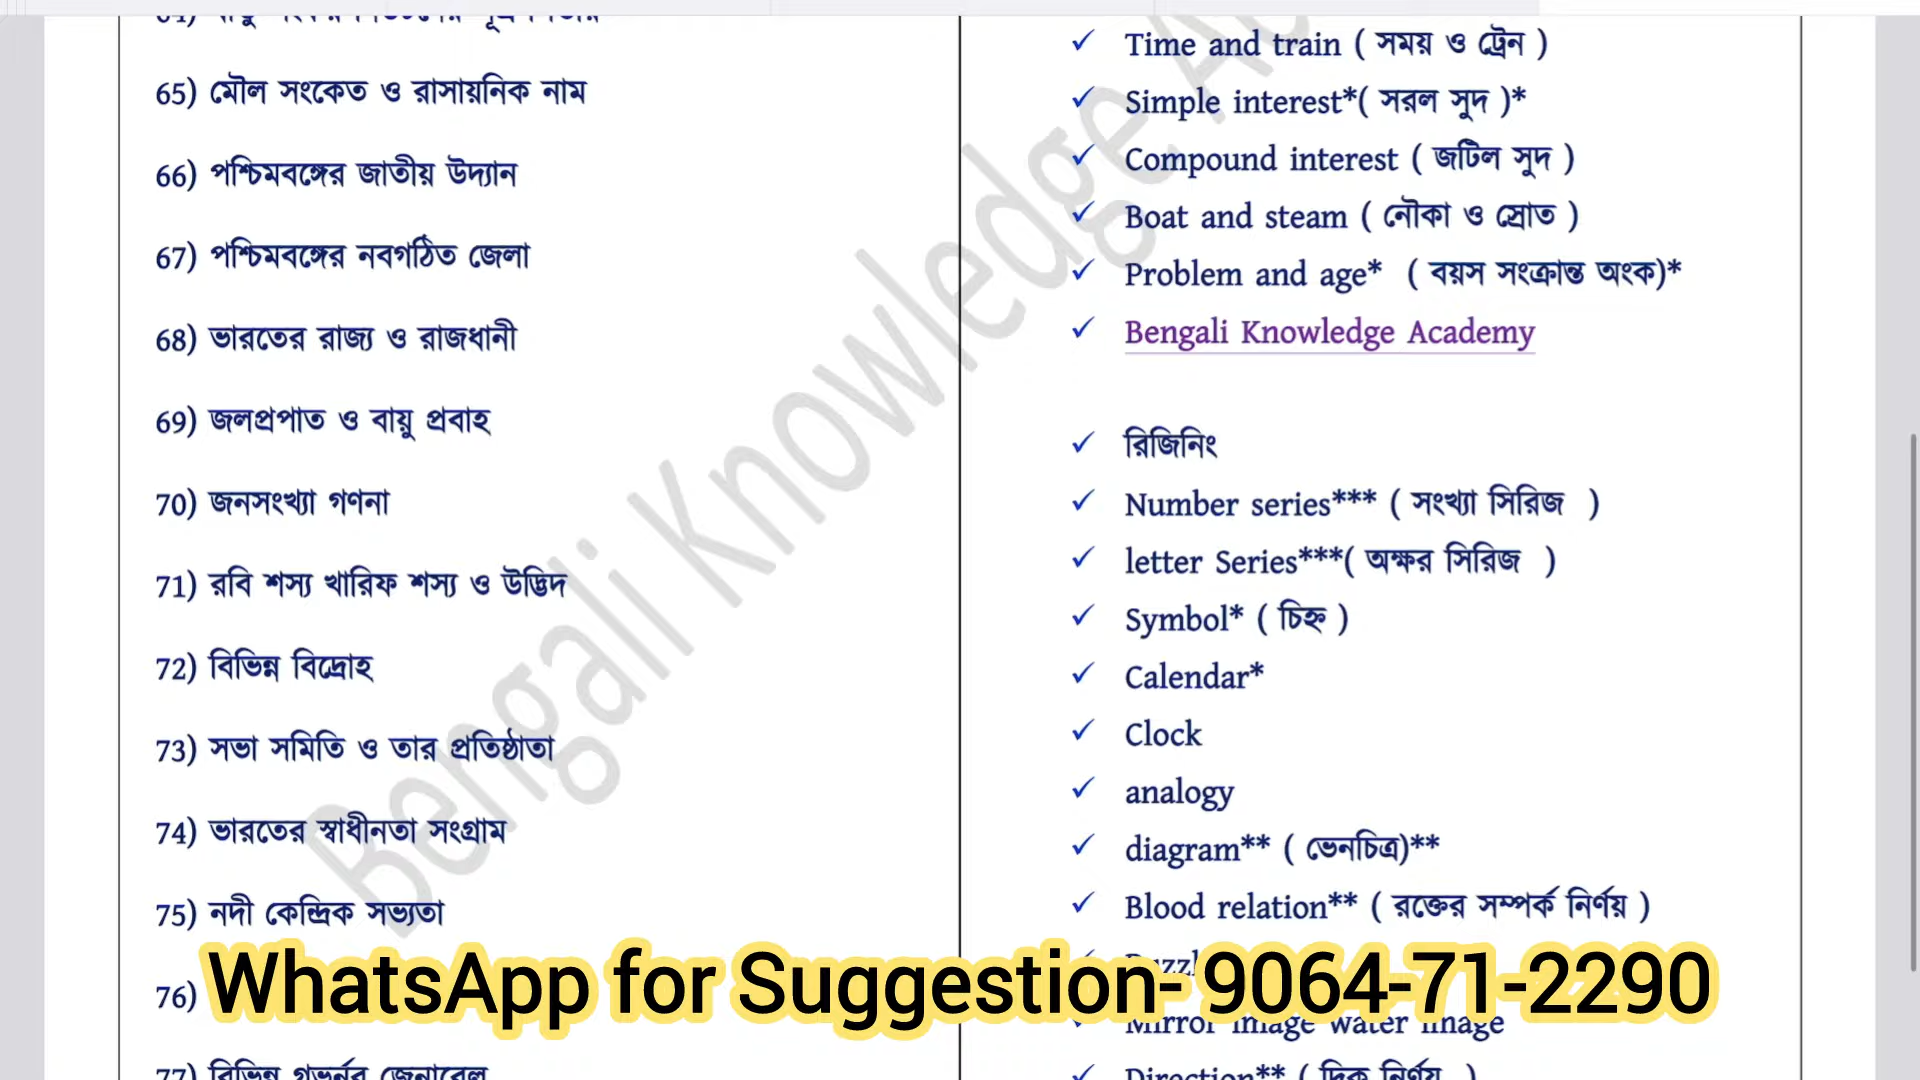 65) মৌল সংকেত ও রাসায়নিক নাম
66) পশ্চিমবঙ্গের জাতীয় উদ্যান
67) পশ্চিমবঙ্গের নবগঠিত জেলা
68) ভারতের রাজ্য ও রাজধানী
69) জলপ্রপাত ও বায়ু প্রবাহ
70) জনসংখ্যা গণনা
71) রবি শস্য খারিফ শস্য ও উদ্ভিদ
72) বিভিন্ন বিদ্রোহ
73) সভা সমিতি ও তার প্রতিষ্ঠাতা
74) ভারতের স্বাধীনতা সংগ্রাম
75) নদী কেন্দ্রিক সভ্যতা
76)
77) বিভিন্ন গভর্নর জেনারেল
✓ Time and train ( সময় ও ট্রেন )
✓ Simple interest*( সরল সুদ )*
✓ Compound interest ( জটিল সুদ )
✓ Boat and steam ( নৌকা ও স্রোত )
✓ Problem and age* ( বয়স সংক্রান্ত অংক)*
✓ Bengali Knowledge Academy
✓ রিজিনিং
✓ Number series*** ( সংখ্যা সিরিজ )
✓ letter Series***( অক্ষর সিরিজ )
✓ Symbol* ( চিহ্ন )
✓ Calendar*
✓ Clock
✓ analogy
✓ diagram** ( ভেনচিত্র)**
✓ Blood relation** ( রক্তের সম্পর্ক নির্ণয় )
✓ Mirror image water image
✓ Direction** ( দিক নির্ণয় )
Bengali Knowledge
WhatsApp for Suggestion- 9064-71-2290